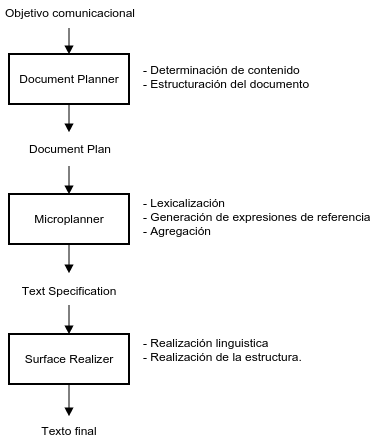 Objetivo comunicacional
Document Planner
- Determinación de contenido
- Estructuración del documento
Document Plan
Microplanner
- Lexicalización
- Generación de expresiones de referencia
- Agregación
Text Specification
Surface Realizer
- Realización linguistica
- Realización de la estructura.
Texto final